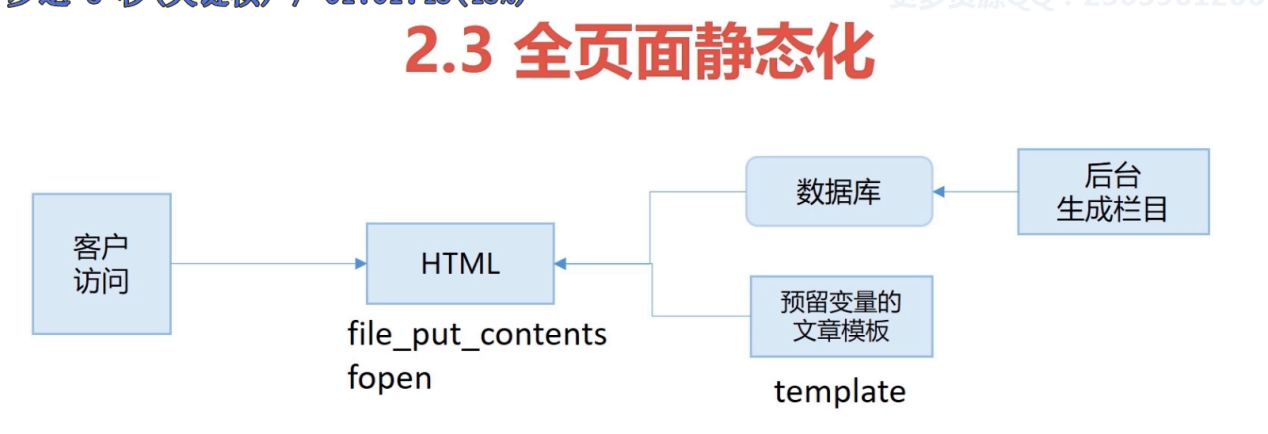 2.3 全页面静态化
客户
访问
HTML
file_put_contents
fopen
数据库
后台
生成栏目
预留变量的
文章模板
template